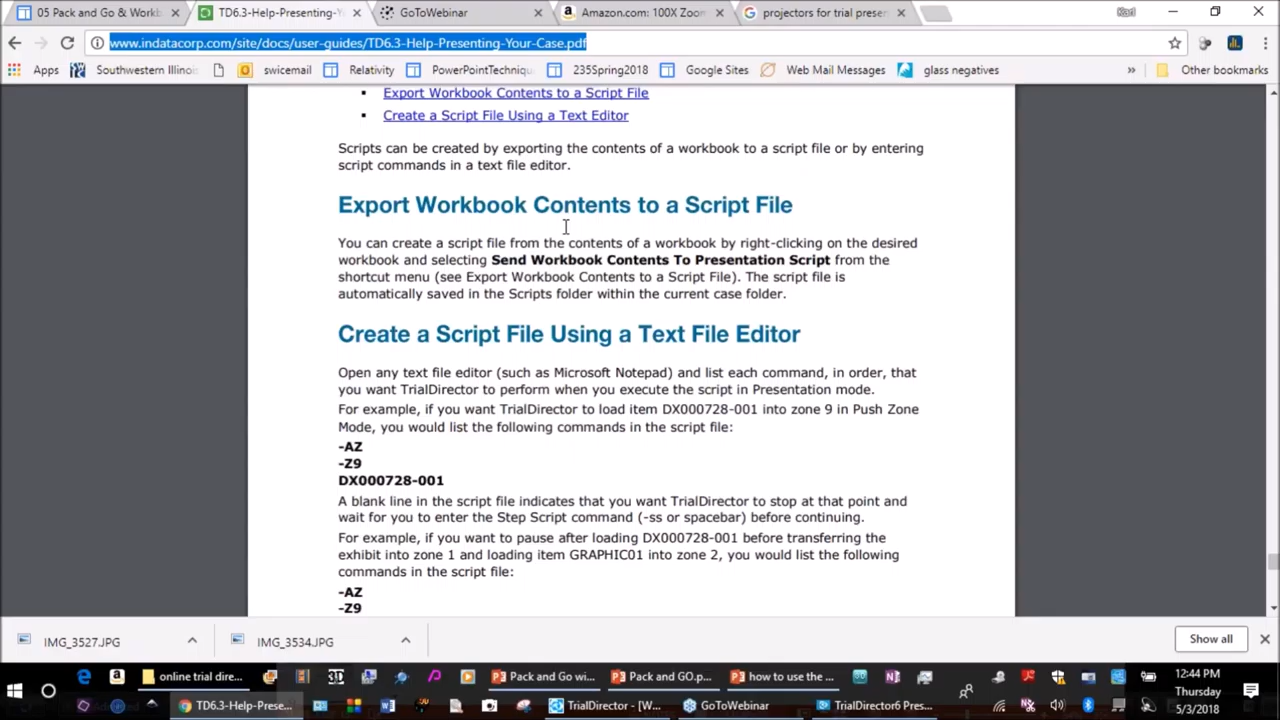 05 Pack and Go & Workb
TD6.3-Help-Presenting-Y
GoToWebinar
Amazon.com: 100X Zoom
projectors for trial presen
Karl
www.indatacorp.com/site/docs/user-guides/TD6.3-Help-Presenting-Your-Case.pdf
Apps
Southwestern Illinois
swicemail
Relativity
PowerPointTechniqu
235Spring2018
Google Sites
Web Mail Messages
glass negatives
»
Other bookmarks
▪ Export Workbook Contents to a Script File
▪ Create a Script File Using a Text Editor
Scripts can be created by exporting the contents of a workbook to a script file or by entering
script commands in a text file editor.
Export Workbook Contents to a Script File
You can create a script file from the contents of a workbook by right-clicking on the desired
workbook and selecting Send Workbook Contents To Presentation Script from the
shortcut menu (see Export Workbook Contents to a Script File). The script file is
automatically saved in the Scripts folder within the current case folder.
Create a Script File Using a Text File Editor
Open any text file editor (such as Microsoft Notepad) and list each command, in order, that
you want TrialDirector to perform when you execute the script in Presentation mode.
For example, if you want TrialDirector to load item DX000728-001 into zone 9 in Push Zone
Mode, you would list the following commands in the script file:
-AZ
-Z9
DX000728-001
A blank line in the script file indicates that you want TrialDirector to stop at that point and
wait for you to enter the Step Script command (-ss or spacebar) before continuing.
For example, if you want to pause after loading DX000728-001 before transferring the
exhibit into zone 1 and loading item GRAPHIC01 into zone 2, you would list the following
commands in the script file:
-AZ
-Z9
IMG_3527.JPG
IMG_3534.JPG
Show all
online trial dire...
Pack and Go wi...
Pack and GO.p...
how to use the ...
12:44 PM
Thursday
5/3/2018
TD6.3-Help-Prese...
TrialDirector - [W...
GoToWebinar
TrialDirector6 Pres...